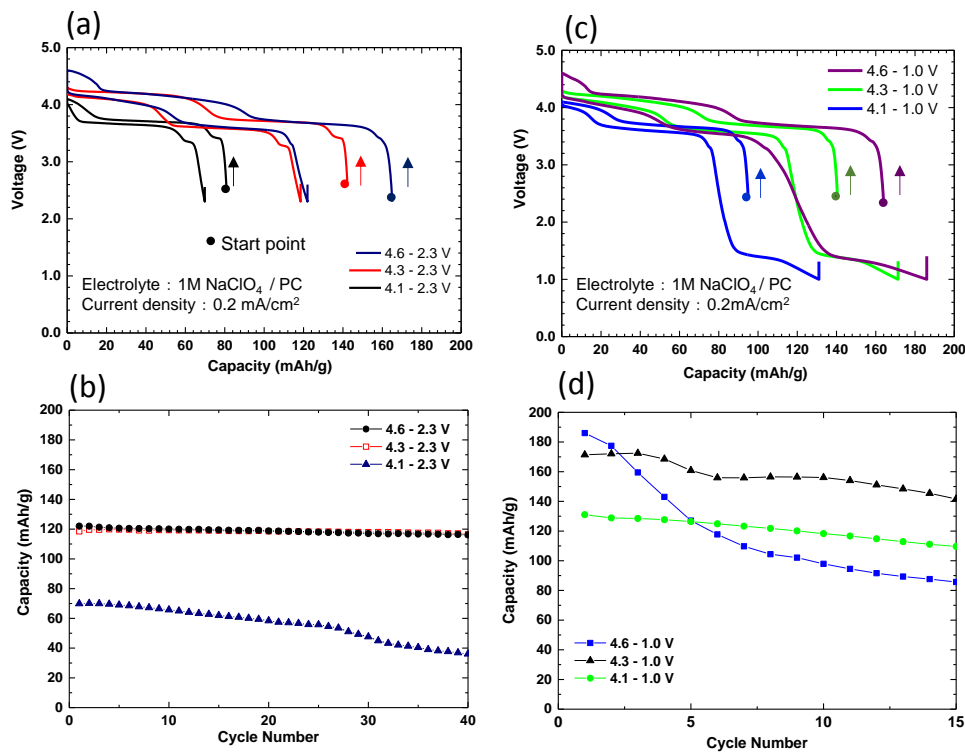 (a)
5.0
4.0
3.0
2.0
1.0
0.0
Voltage (V)
Start point
4.6 - 2.3 V
4.3 - 2.3 V
4.1 - 2.3 V
Electrolyte : 1M NaClO4 / PC
Current density : 0.2 mA/cm2
0 20 40 60 80 100 120 140 160 180 200
Capacity (mAh/g)
(c)
5.0
4.0
3.0
2.0
1.0
0.0
Voltage (V)
4.6 - 1.0 V
4.3 - 1.0 V
4.1 - 1.0 V
Electrolyte : 1M NaClO4 / PC
Current density : 0.2mA/cm2
0 20 40 60 80 100 120 140 160 180 200
Capacity (mAh/g)
(b)
200
180
160
140
120
100
80
60
40
20
0
Capacity (mAh/g)
4.6 - 2.3 V
4.3 - 2.3 V
4.1 - 2.3 V
0 10 20 30 40
Cycle Number
(d)
200
180
160
140
120
100
80
60
40
20
0
Capacity (mAh/g)
4.6 - 1.0 V
4.3 - 1.0 V
4.1 - 1.0 V
0 5 10 15
Cycle Number